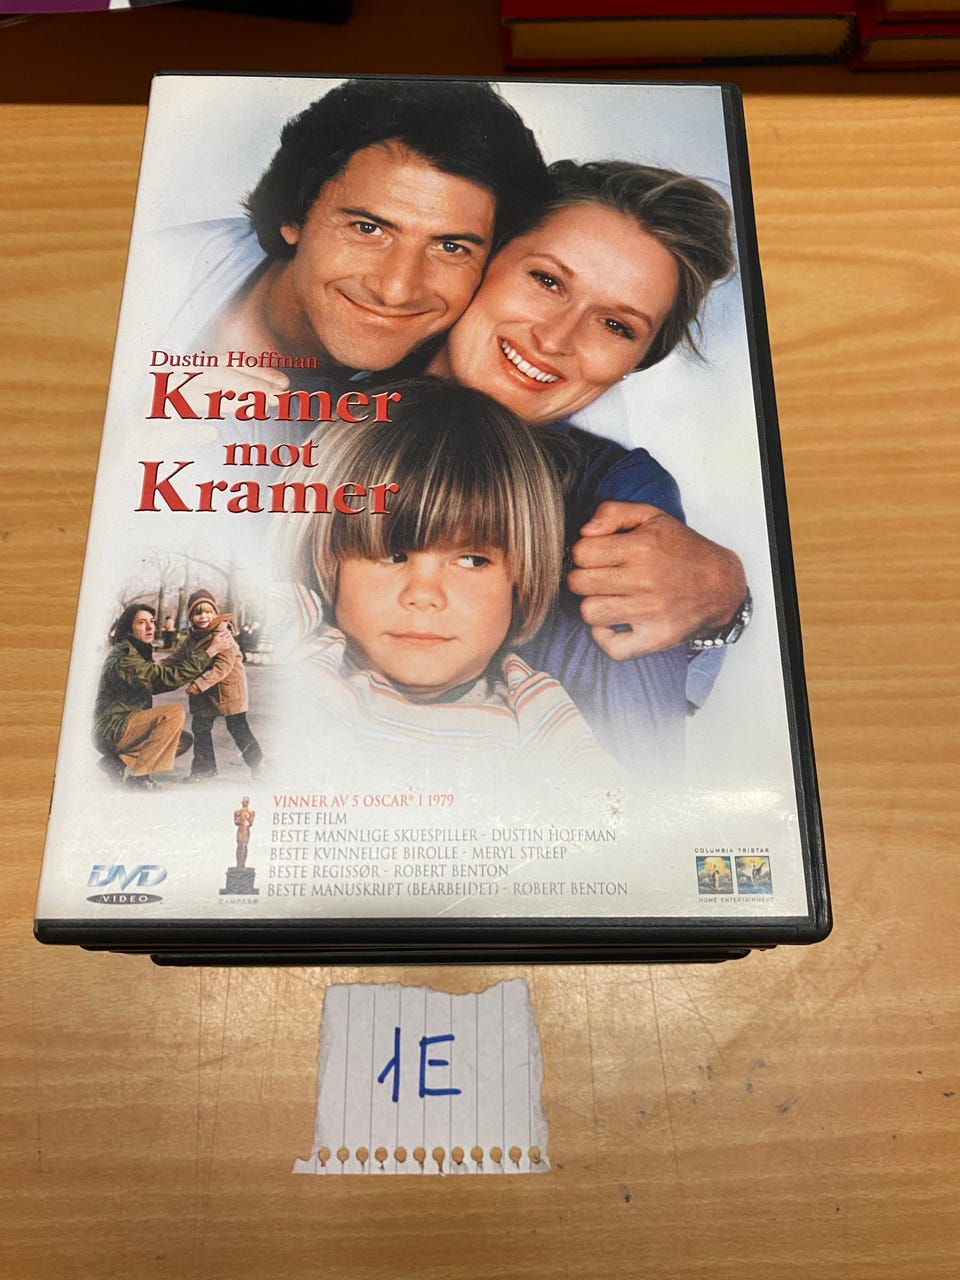 Dustin Hoffman
Kramer
mot
Kramer
VINNER AV 5 OSCAR® I 1979
BESTE FILM
BESTE MANNLIGE SKUESPILLER - DUSTIN HOFFMAN
BESTE KVINNELIGE BIROLLE - MERYL STREEP
BESTE REGISSØR - ROBERT BENTON
BESTE MANUSKRIPT (BEARBEIDET) - ROBERT BENTON
DVD
VIDEO
COLUMBIA TRISTAR
HOME ENTERTAINMENT
1E